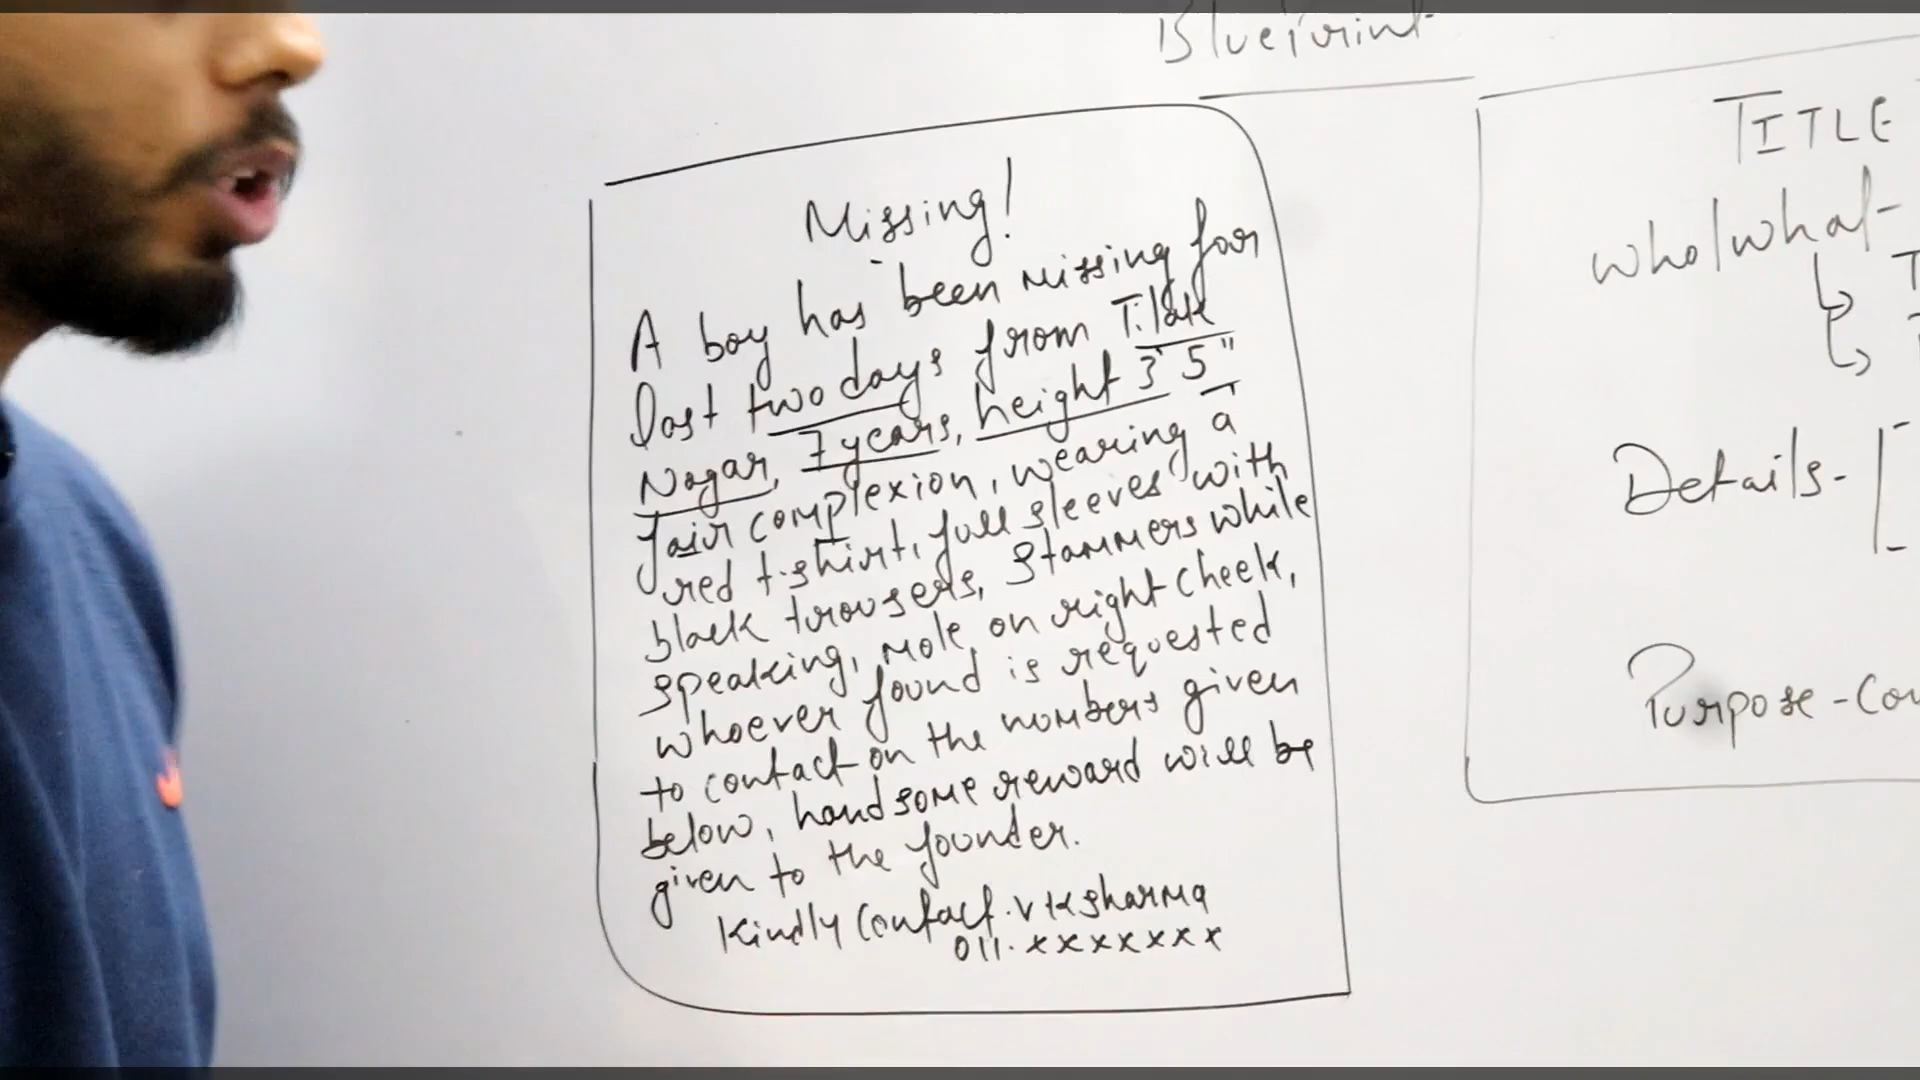 Blueprint
Missing!
A boy has been missing for
last two days from Tilak
Nagar, 7 years, height 3' 5"
fair complexion, wearing a
red t-shirt, full sleeves with
black trousers, stammers while
speaking, mole on right cheek,
whoever found is requested
to contact on the numbers given
below, handsome reward will be
given to the founder.
Kindly Contact. V K Sharma
011. xxxxxxx
TITLE
who/what-
Details-
Purpose-